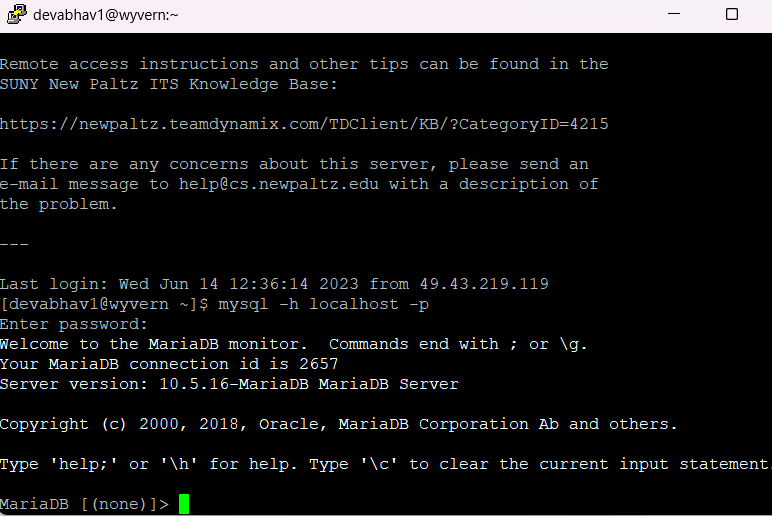 devabhav1@wyvern:~
Remote access instructions and other tips can be found in the
SUNY New Paltz ITS Knowledge Base:
https://newpaltz.teamdynamix.com/TDClient/KB/?CategoryID=4215
If there are any concerns about this server, please send an
e-mail message to help@cs.newpaltz.edu with a description of
the problem.
---
Last login: Wed Jun 14 12:36:14 2023 from 49.43.219.119
[devabhav1@wyvern ~]$ mysql -h localhost -p
Enter password:
Welcome to the MariaDB monitor.  Commands end with ; or \g.
Your MariaDB connection id is 2657
Server version: 10.5.16-MariaDB MariaDB Server
Copyright (c) 2000, 2018, Oracle, MariaDB Corporation Ab and others.
Type 'help;' or '\h' for help. Type '\c' to clear the current input statement.
MariaDB [(none)]>